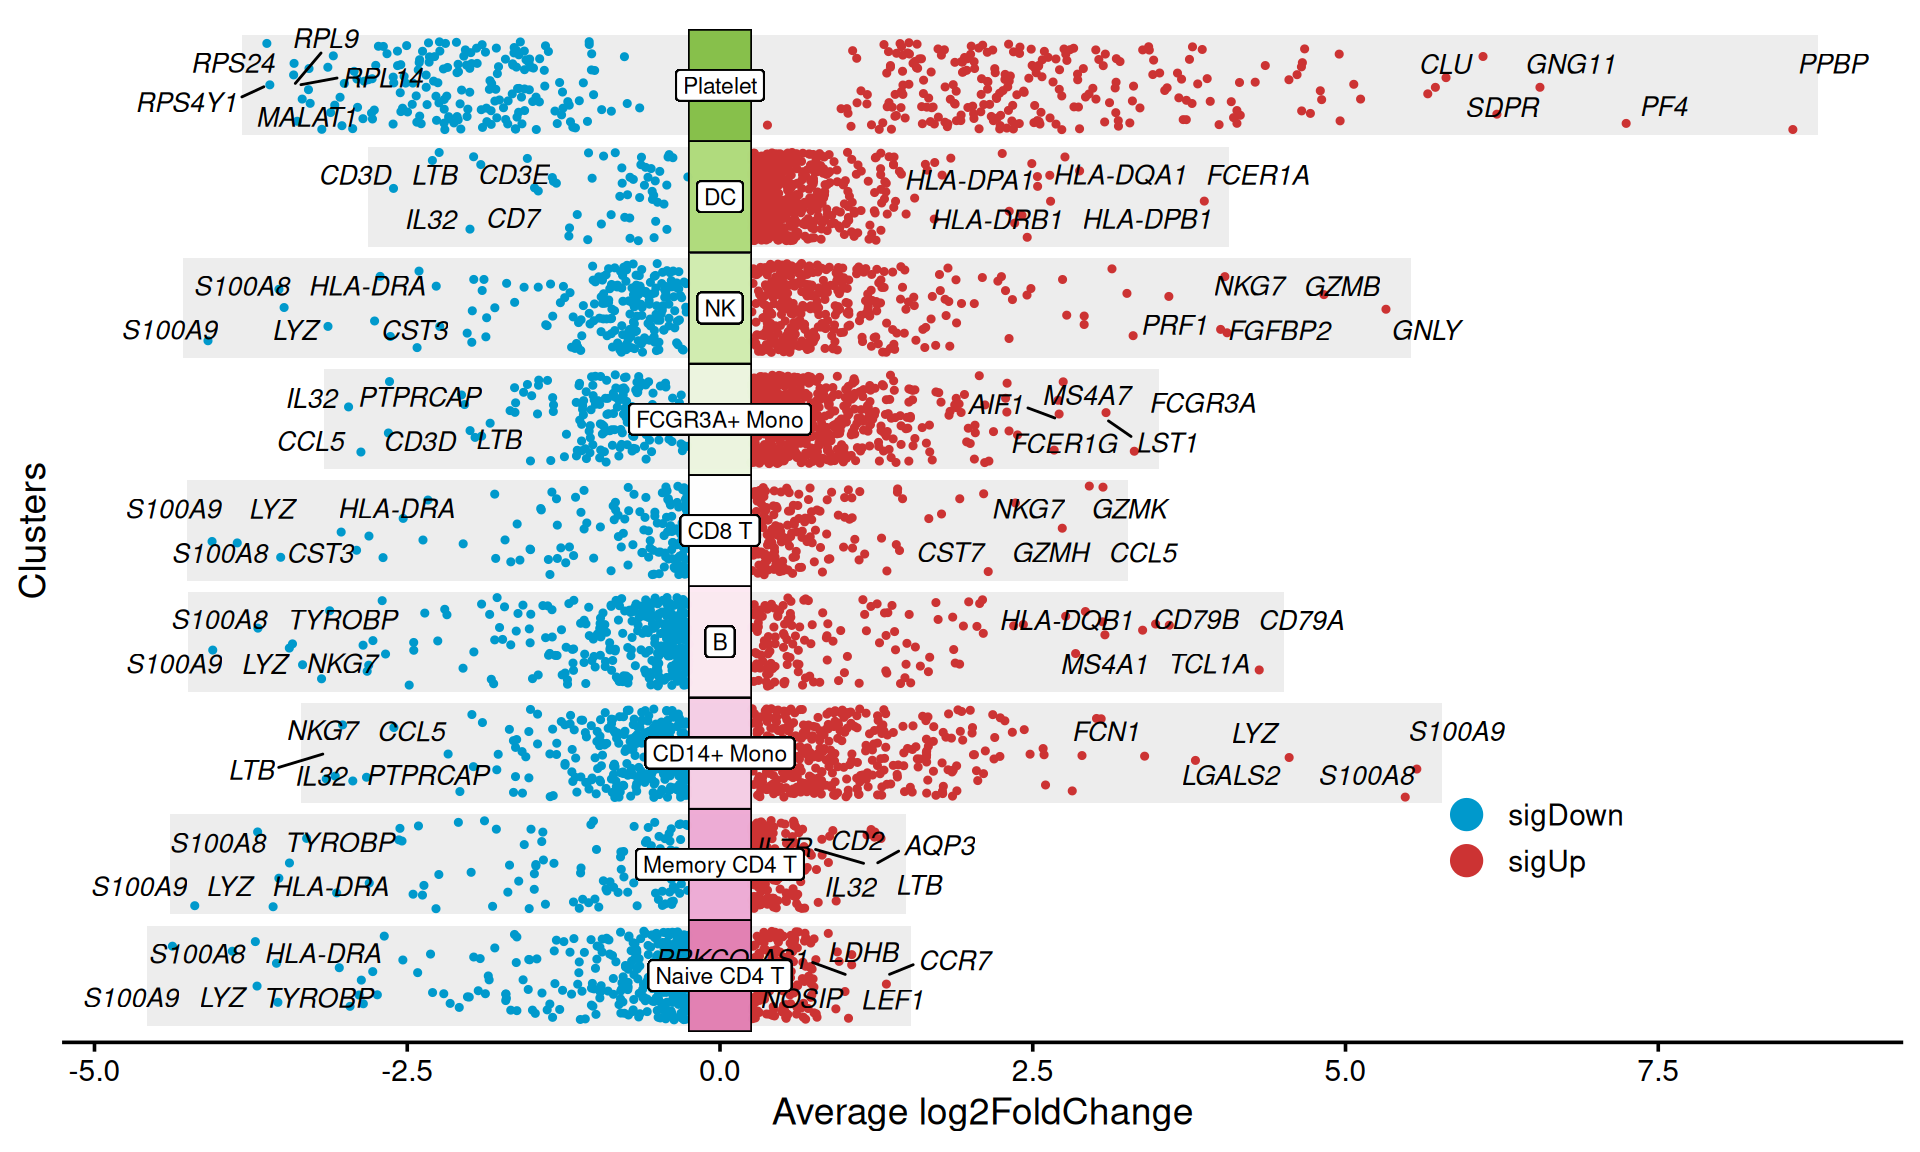 RPL9
RPS24
RPL14
RPS4Y1
MALAT1
Platelet
CLU
GNG11
PPBP
SDPR
PF4
CD3D
LTB
CD3E
IL32
CD7
DC
HLA-DPA1
HLA-DQA1
FCER1A
HLA-DRB1
HLA-DPB1
S100A8
HLA-DRA
S100A9
LYZ
CST3
NK
NKG7
GZMB
PRF1
FGFBP2
GNLY
IL32
PTPRCAP
CCL5
CD3D
LTB
FCGR3A+ Mono
AIF1
MS4A7
FCGR3A
FCER1G
LST1
S100A9
LYZ
HLA-DRA
S100A8
CST3
CD8 T
NKG7
GZMK
CST7
GZMH
CCL5
S100A8
TYROBP
S100A9
LYZ
NKG7
B
HLA-DQB1
CD79B
CD79A
MS4A1
TCL1A
NKG7
CCL5
LTB
IL32
PTPRCAP
CD14+ Mono
FCN1
LYZ
S100A9
LGALS2
S100A8
S100A8
TYROBP
S100A9
LYZ
HLA-DRA
Memory CD4 T
IL7R
CD2
AQP3
IL32
LTB
S100A8
HLA-DRA
S100A9
LYZ
TYROBP
Naive CD4 T
LDHB
CCR7
NOSIP
LEF1
sigDown
sigUp
Clusters
-5.0
-2.5
0.0
2.5
5.0
7.5
Average log2FoldChange